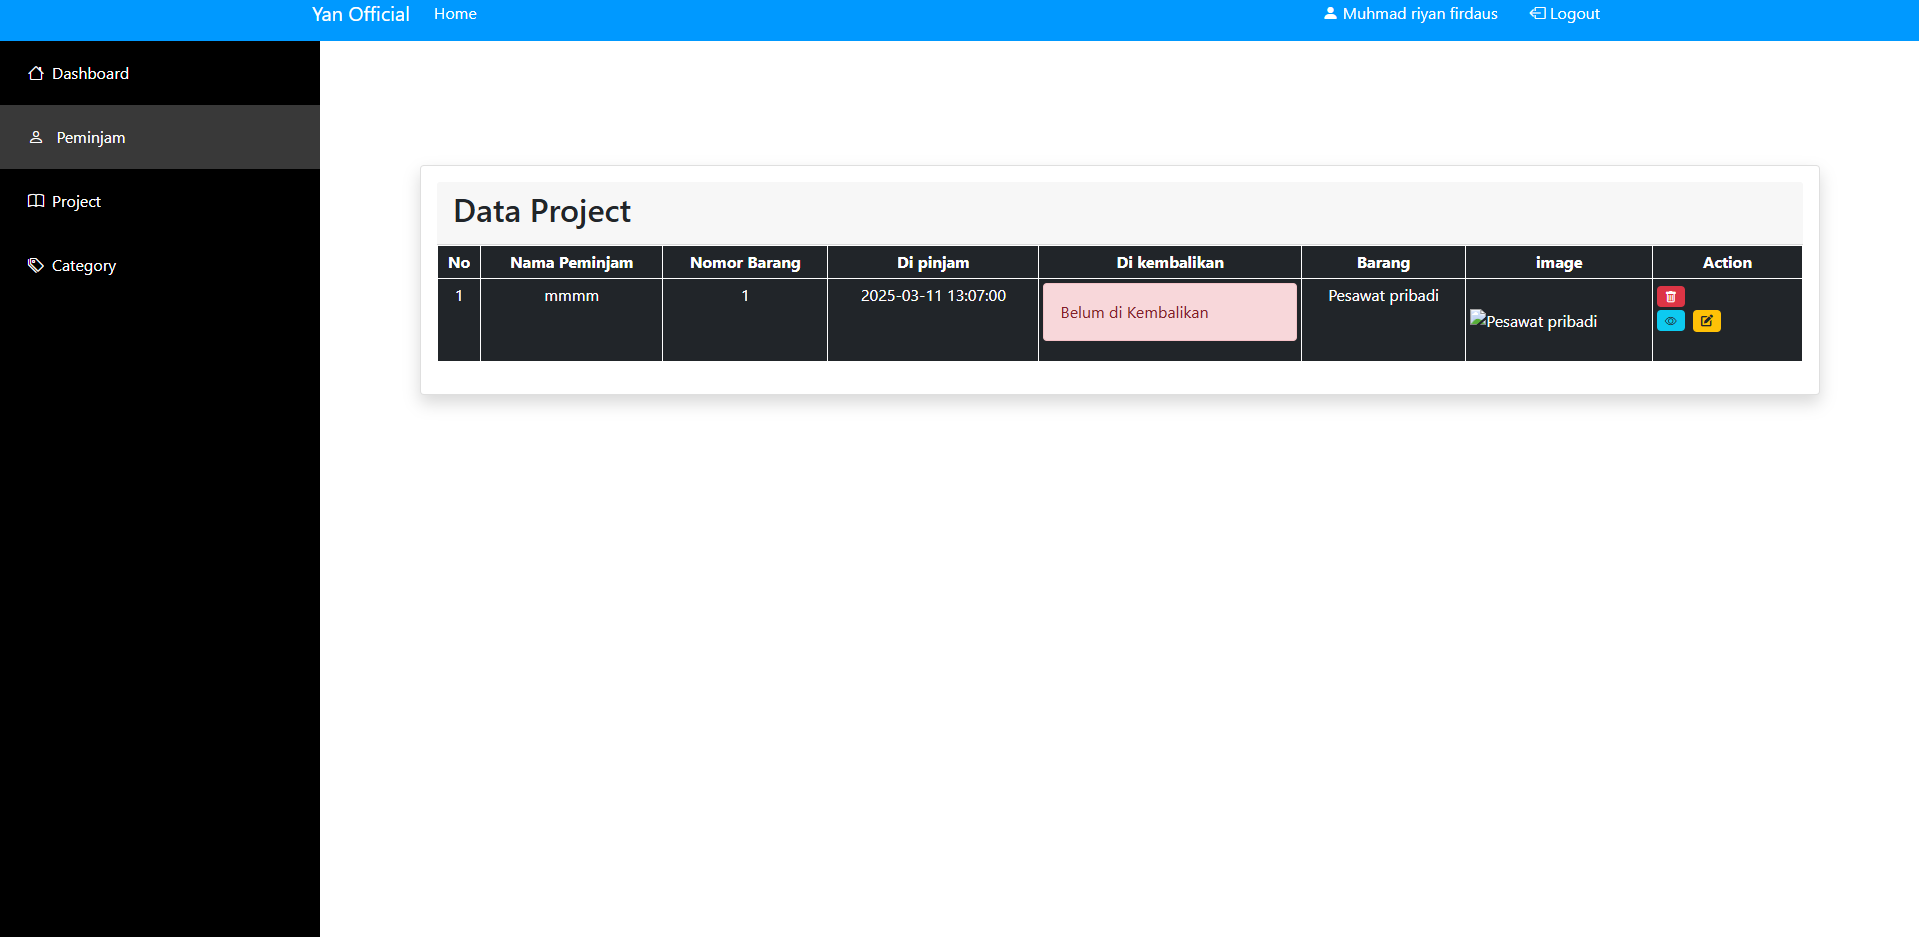 Yan Official Home Muhmad riyan firdaus Logout
Dashboard
Peminjam
Project
Category
Data Project
No Nama Peminjam Nomor Barang Di pinjam Di kembalikan Barang image Action
1 mmmm 1 2025-03-11 13:07:00 Belum di Kembalikan Pesawat pribadi Pesawat pribadi